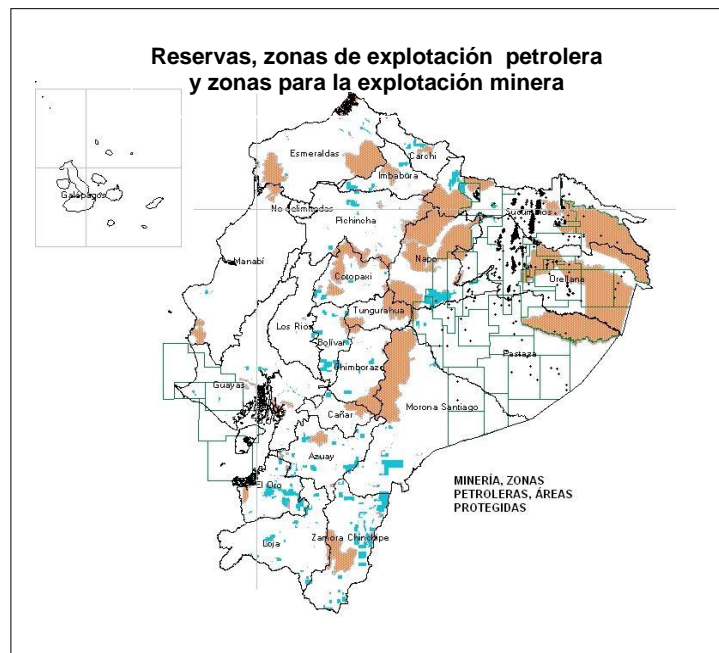 Reservas, zonas de explotación petrolera
y zonas para la explotación minera
Esmeraldas
Carchi
Imbabura
Galápagos
No delimitadas
Sucumbíos
Pichincha
Manabí
Napo
Cotopaxi
Orellana
Tungurahua
Los Ríos
Bolívar
Pastaza
Chimborazo
Guayas
Morona Santiago
Cañar
Azuay
MINERÍA, ZONAS
PETROLERAS, ÁREAS
PROTEGIDAS
El Oro
Loja
Zamora Chinchipe